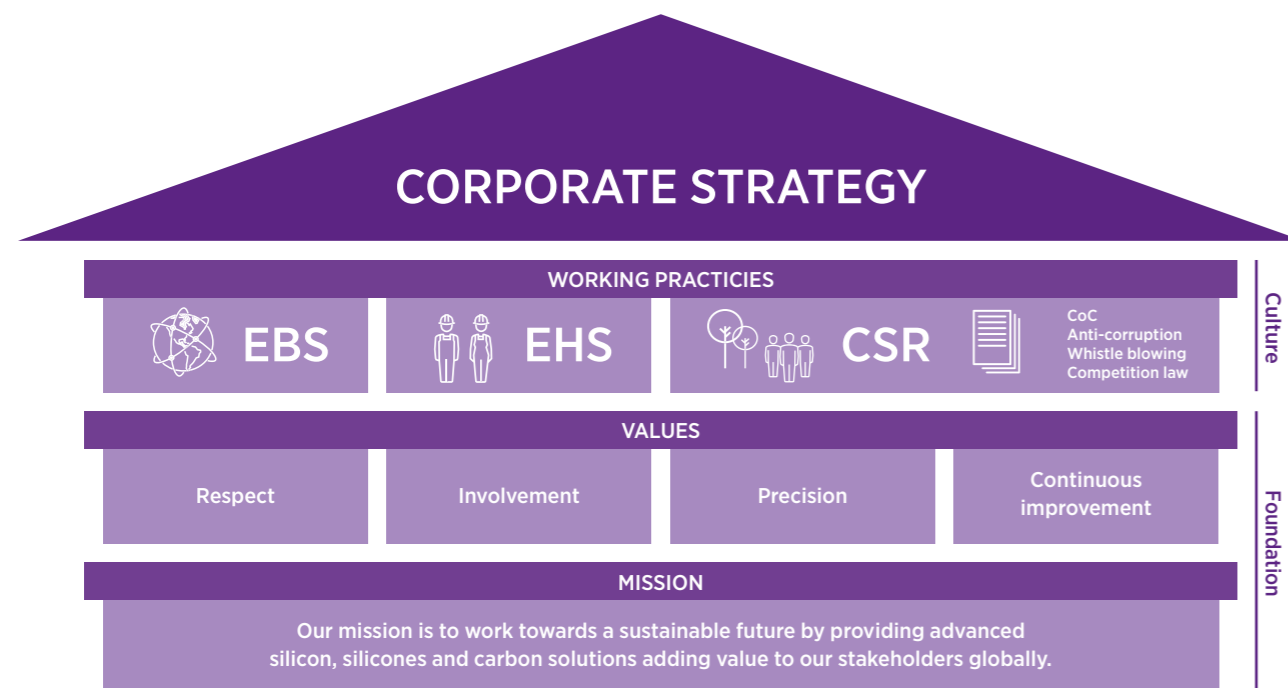 CORPORATE STRATEGY
WORKING PRACTICIES
EBS
EHS
CSR
CoC
Anti-corruption
Whistle blowing
Competition law
Culture
VALUES
Respect
Involvement
Precision
Continuous
improvement
Foundation
MISSION
Our mission is to work towards a sustainable future by providing advanced
silicon, silicones and carbon solutions adding value to our stakeholders globally.